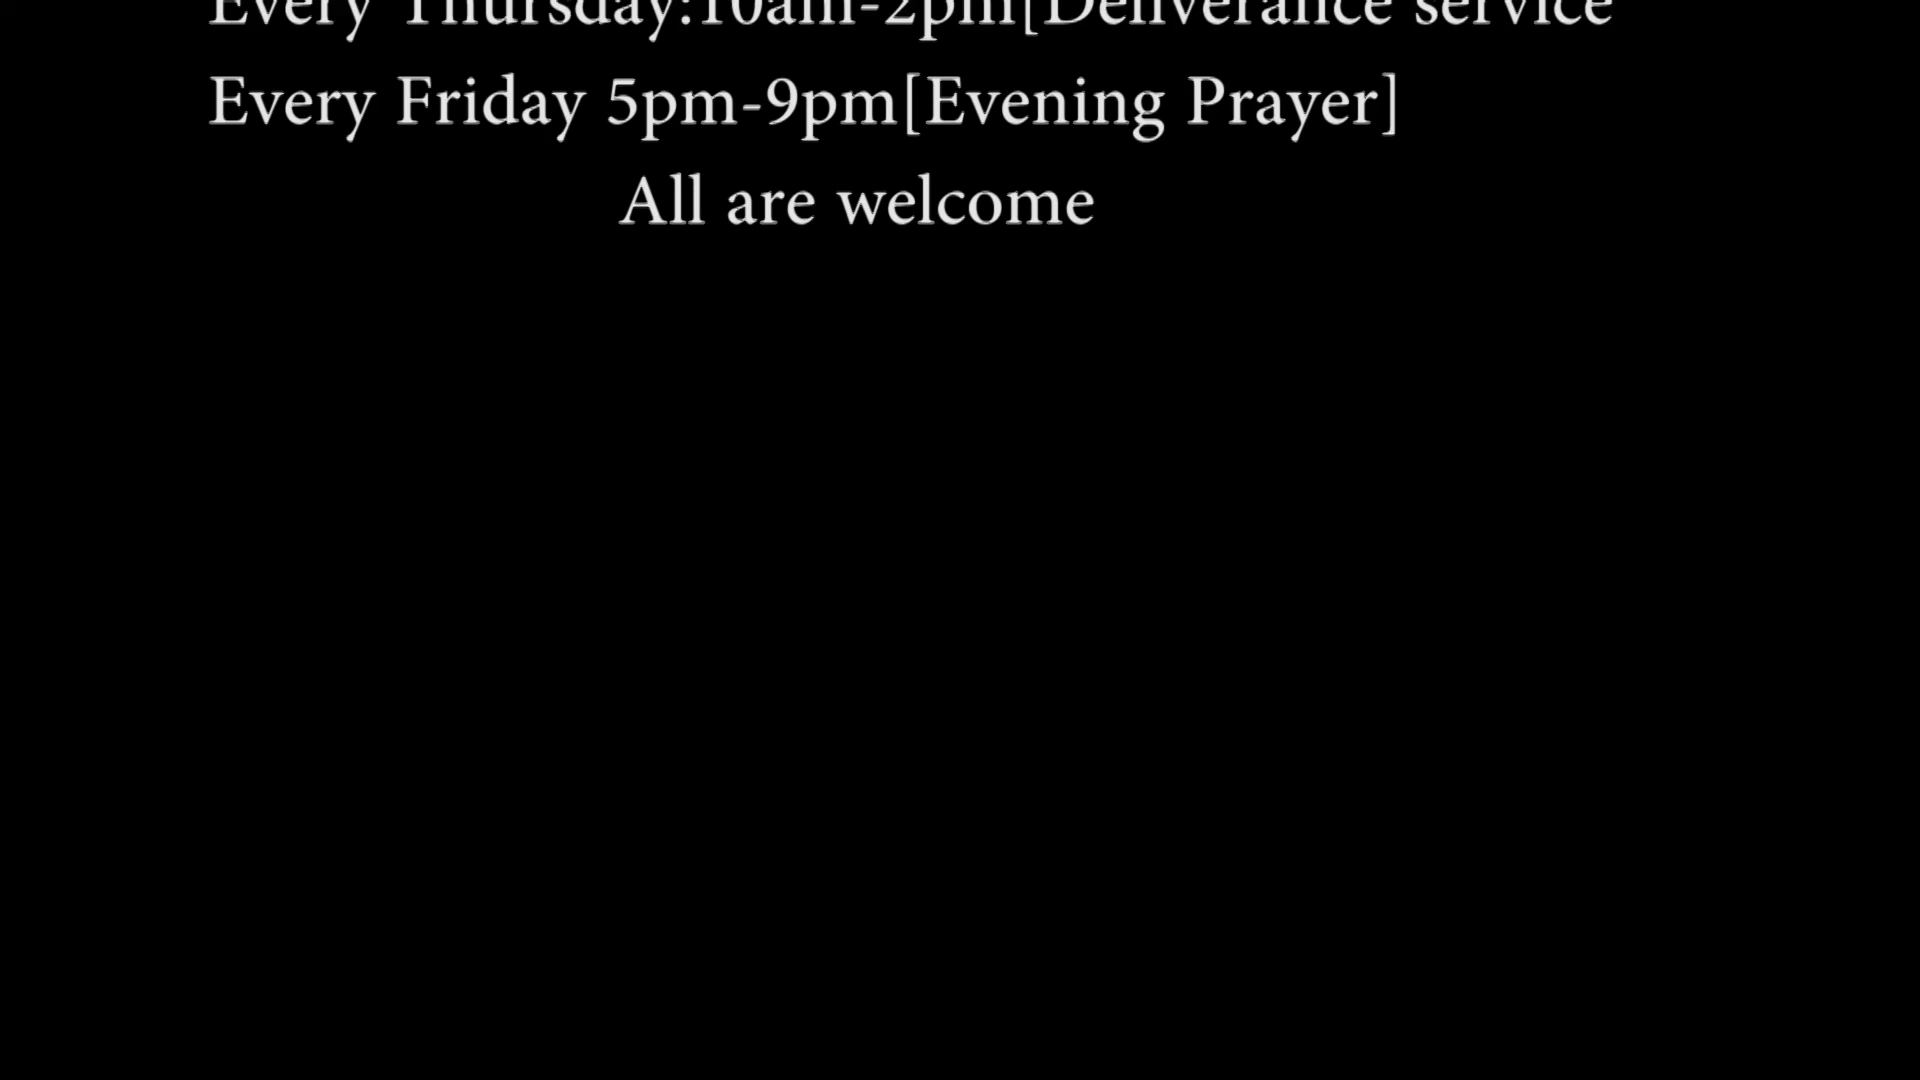 Every Thursday:10am-2pm[Deliverance service
Every Friday 5pm-9pm[Evening Prayer]
All are welcome